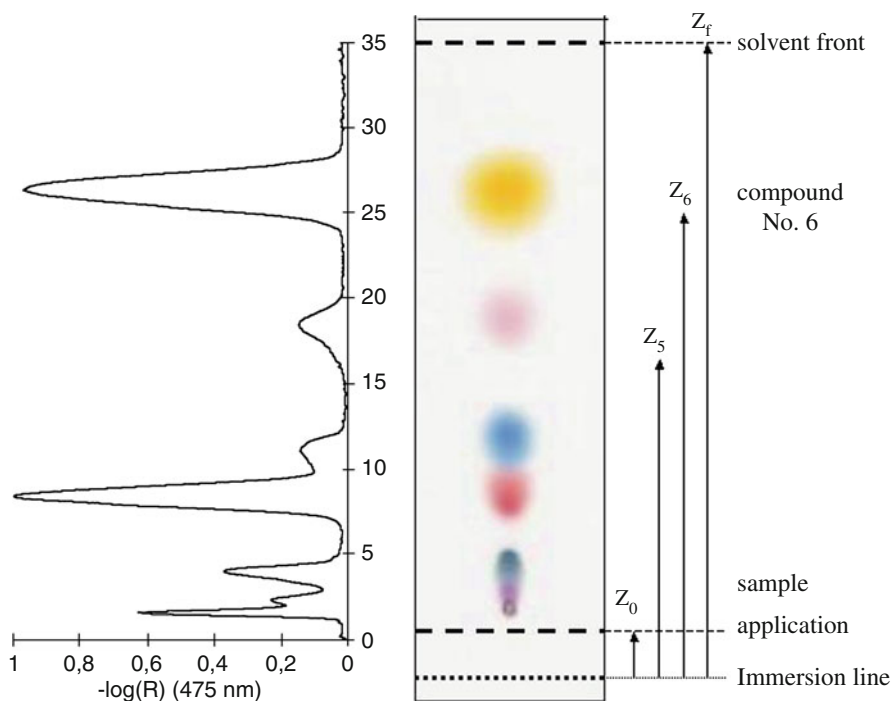 35
30
25
20
15
10
5
0
1 0,8 0,6 0,4 0,2 0
-log(R) (475 nm)
Z_f
solvent front
Z_6
compound
No. 6
Z_5
Z_0
sample
application
Immersion line